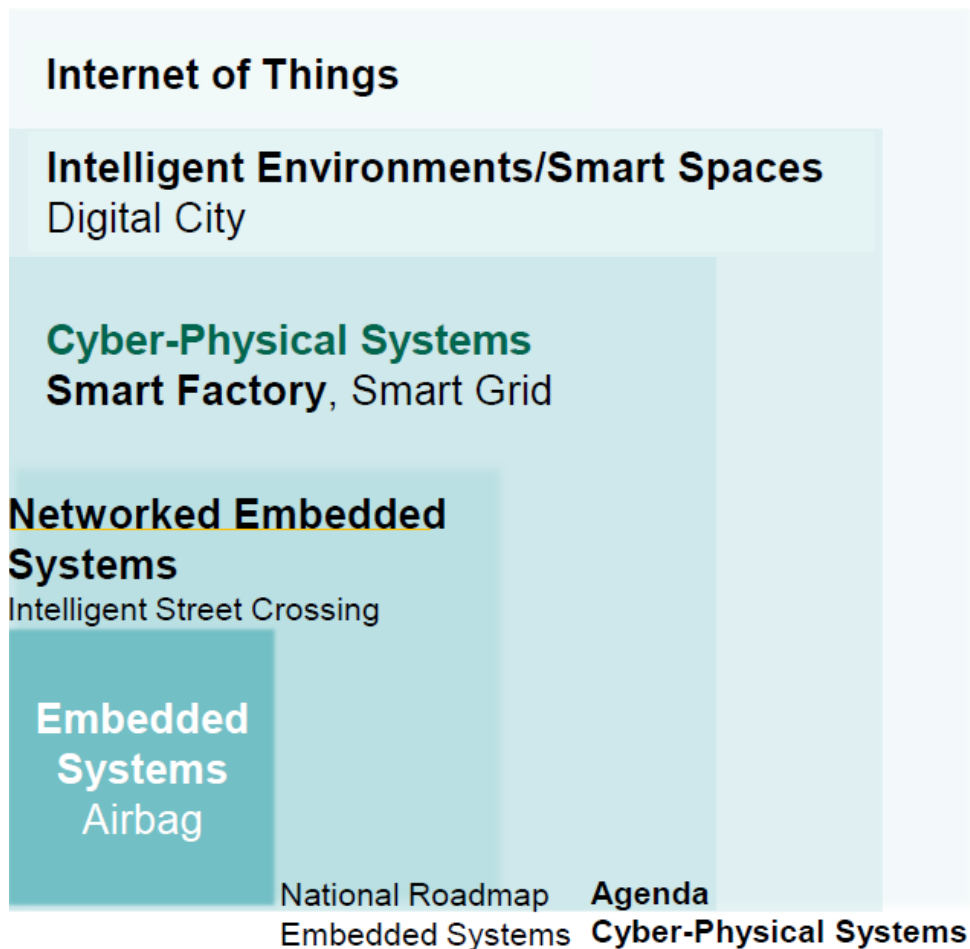 Internet of Things
Intelligent Environments/Smart Spaces
Digital City
Cyber-Physical Systems
Smart Factory, Smart Grid
Networked Embedded
Systems
Intelligent Street Crossing
Embedded
Systems
Airbag
National Roadmap
Embedded Systems
Agenda
Cyber-Physical Systems